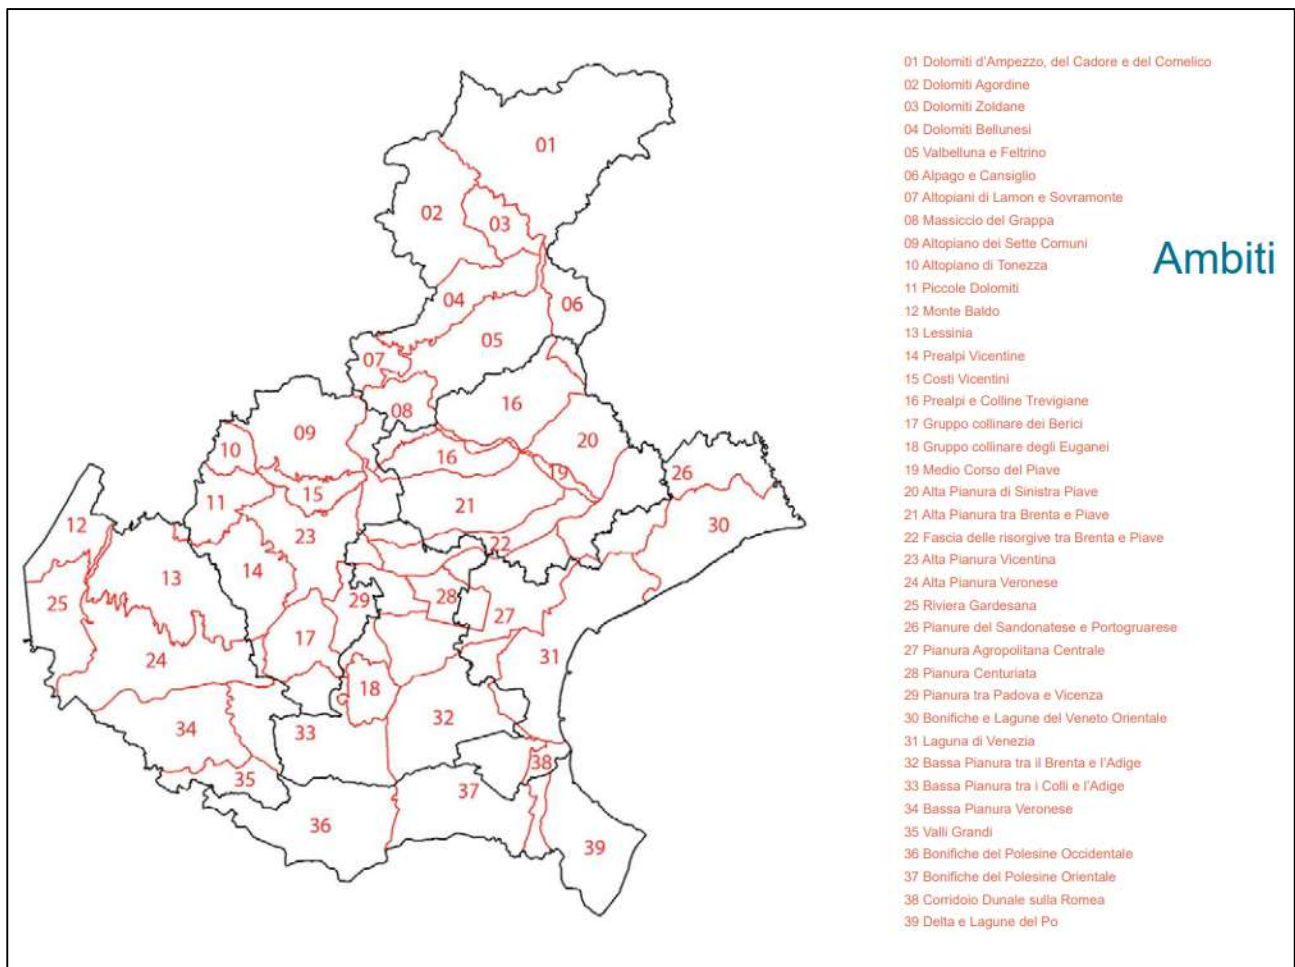 01 Dolomiti d'Ampezzo, del Cadore e del Comelico
02 Dolomiti Agordine
03 Dolomiti Zoldane
04 Dolomiti Bellunesi
05 Valbelluna e Feltrino
06 Alpago e Cansiglio
07 Altopiani di Lamon e Sovramonte
08 Massiccio del Grappa
09 Altopiano dei Sette Comuni
10 Altopiano di Tonezza
11 Piccole Dolomiti
12 Monte Baldo
13 Lessinia
14 Prealpi Vicentine
15 Costi Vicentini
16 Prealpi e Colline Trevigiane
17 Gruppo collinare dei Berici
18 Gruppo collinare degli Euganei
19 Medio Corso del Piave
20 Alta Pianura di Sinistra Piave
21 Alta Pianura tra Brenta e Piave
22 Fascia delle risorgive tra Brenta e Piave
23 Alta Pianura Vicentina
24 Alta Pianura Veronese
25 Riviera Gardesana
26 Pianure del Sandonatese e Portogruarese
27 Pianura Agropolitana Centrale
28 Pianura Centuriata
29 Pianura tra Padova e Vicenza
30 Bonifiche e Lagune del Veneto Orientale
31 Laguna di Venezia
32 Bassa Pianura tra il Brenta e l'Adige
33 Bassa Pianura tra i Colli e l'Adige
34 Bassa Pianura Veronese
35 Valli Grandi
36 Bonifiche del Polesine Occidentale
37 Bonifiche del Polesine Orientale
38 Corridoio Dunale sulla Romea
39 Delta e Lagune del Po
Ambiti
01
02
03
04
06
05
07
08
16
09
20
10
16
19
26
15
11
21
12
30
23
22
13
14
28
29
25
27
17
31
24
18
32
34
33
38
35
37
36
39